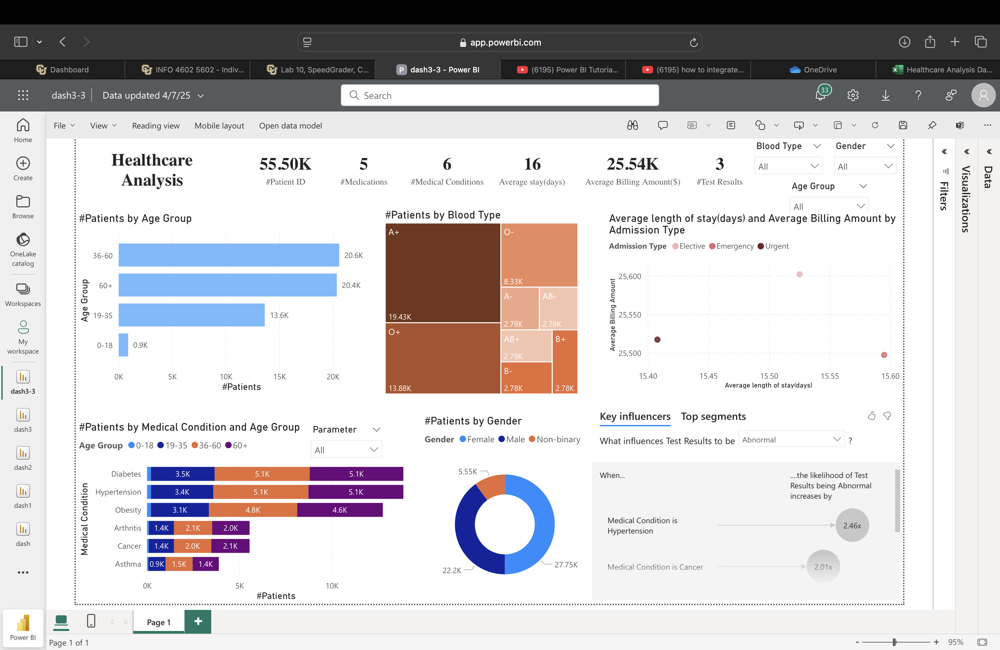 app.powerbi.com
Dashboard
INFO 4602 5602 - Indiv...
Lab 10, SpeedGrader, C...
P dash3-3 - Power BI
(6195) Power BI Tutoria...
(6195) how to integrate...
OneDrive
Healthcare Analysis Da...
dash3-3
Data updated 4/7/25
Search
33
File
View
Reading view
Mobile layout
Open data model
Home
Create
Browse
OneLake
catalog
Workspaces
My
workspace
dash3-3
dash3
dash2
dash1
dash
Power BI
Healthcare
Analysis
55.50K
#Patient ID
5
#Medications
6
#Medical Conditions
16
Average stay(days)
25.54K
Average Billing Amount($)
3
#Test Results
Blood Type
All
Gender
All
Age Group
All
Filters
Visualizations
Data
#Patients by Age Group
Age Group
36-60
20.6K
60+
20.4K
19-35
13.6K
0-18
0.9K
0K
5K
10K
15K
20K
#Patients
#Patients by Blood Type
A+
19.43K
O+
13.88K
O-
8.33K
A-
2.78K
AB-
2.78K
AB+
2.78K
B+
2.78K
B-
2.78K
Average length of stay(days) and Average Billing Amount by
Admission Type
Admission Type Elective Emergency Urgent
Average Billing Amount
25,600
25,550
25,500
15.40
15.45
15.50
15.55
15.60
Average length of stay(days)
#Patients by Medical Condition and Age Group
Age Group 0-18 19-35 36-60 60+
Parameter
All
Medical Condition
Diabetes 3.5K 5.1K 5.1K
Hypertension 3.4K 5.1K 5.1K
Obesity 3.1K 4.8K 4.6K
Arthritis 1.4K 2.1K 2.0K
Cancer 1.4K 2.0K 2.1K
Asthma 0.9K 1.5K 1.4K
0K
5K
10K
#Patients
#Patients by Gender
Gender Female Male Non-binary
5.55K
22.2K
27.75K
Key influencers
Top segments
What influences Test Results to be Abnormal ?
When...
....the likelihood of Test
Results being Abnormal
increases by
Medical Condition is
Hypertension
2.46x
Medical Condition is Cancer
2.01x
Page 1
Page 1 of 1
95%